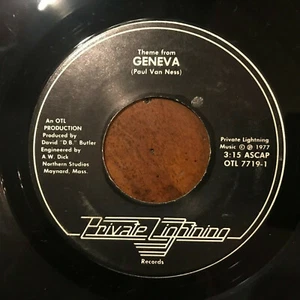 Theme from
GENEVA
(Paul Van Ness)
An OTL
PRODUCTION
Produced by
David "D.B." Butler
Engineered by
A.W. Dick
Northern Studios
Maynard, Mass.
Private Lightning
Music ⓟ 1977
3:15 ASCAP
OTL 7719-1
Private Lightning
Records